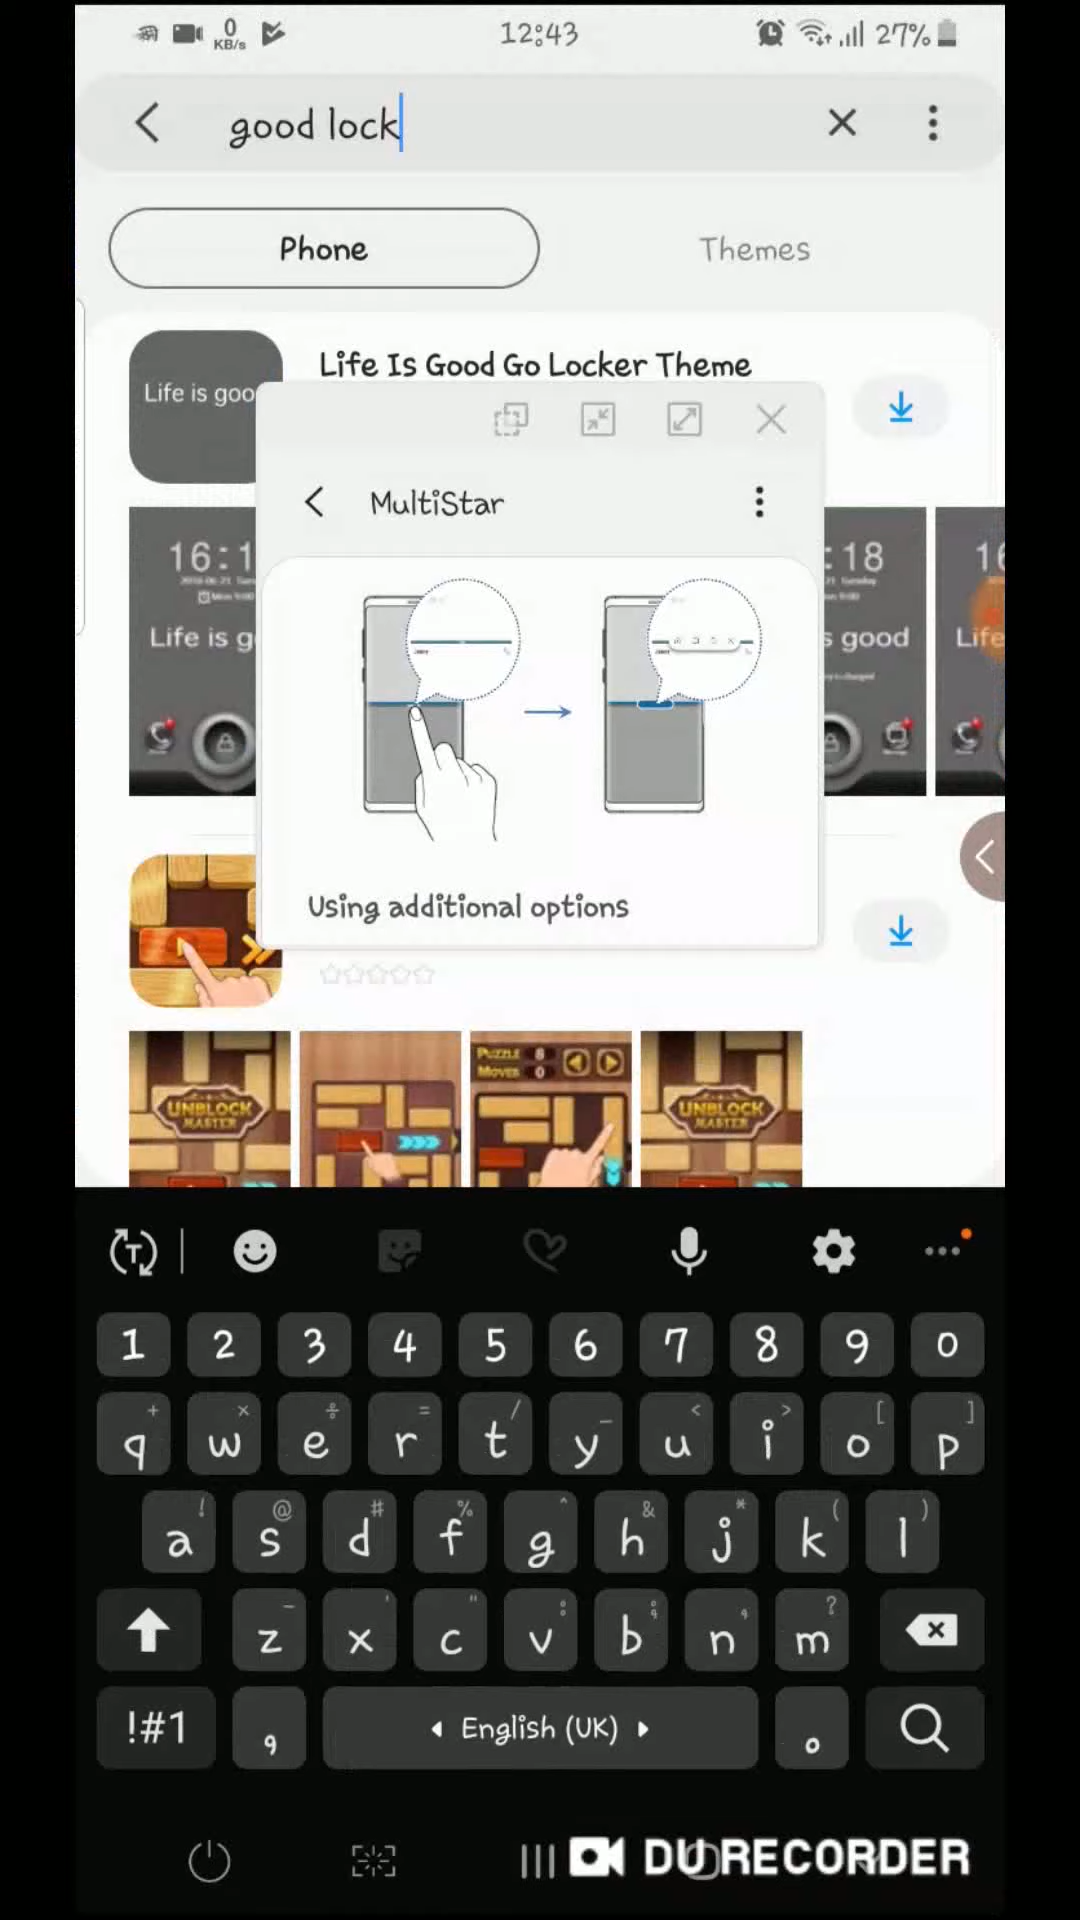 0
KB/s
12:43
27%
good lock
Phone
Themes
Life is goo
Life Is Good Go Locker Theme
MultiStar
16:1
:18
16
Life is g
s good
Life
Using additional options
UNBLOCK
MASTER
PUZZLE 8
MOVES 0
UNBLOCK
MASTER
T
1 2 3 4 5 6 7 8 9 0
+ × ÷ = / _ < > [ ]
q w e r t y u i o p
! @ # % ^ & * ( )
a s d f g h j k l
- ' " : ; , ?
z x c v b n m
!#1 , English (UK) .
DU RECORDER